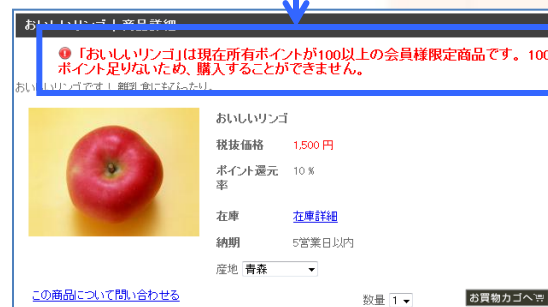 おいしいリンゴ | 商品詳細
「おいしいリンゴ」は現在所有ポイントが100以上の会員様限定商品です。100
ポイント足りないため、購入することができません。
おいしいリンゴです！離乳食にもぴったり。
おいしいリンゴ
税抜価格 1,500 円
ポイント還元率 10 %
在庫 在庫詳細
納期 5営業日以内
産地 青森
この商品について問い合わせる
数量 1
お買物カゴへ